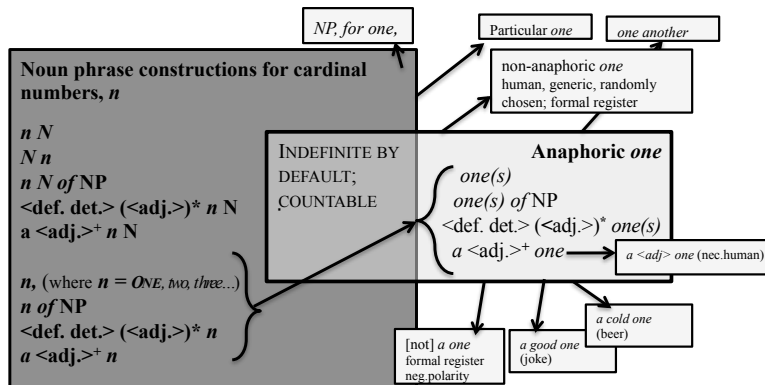 NP, for one,
Particular one
one another
Noun phrase constructions for cardinal
numbers, n
non-anaphoric one
human, generic, randomly
chosen; formal register
n N
N n
n N of NP
<def. det.> (<adj.>)* n N
a <adj.>+ n N
INDEFINITE BY
DEFAULT;
COUNTABLE
Anaphoric one
one(s)
one(s) of NP
<def. det.> (<adj.>)* one(s)
a <adj.>+ one
a <adj> one (nec.human)
n, (where n = ONE, two, three...)
n of NP
<def. det.> (<adj.>)* n
a <adj.>+ n
[not] a one
formal register
neg.polarity
a good one
(joke)
a cold one
(beer)